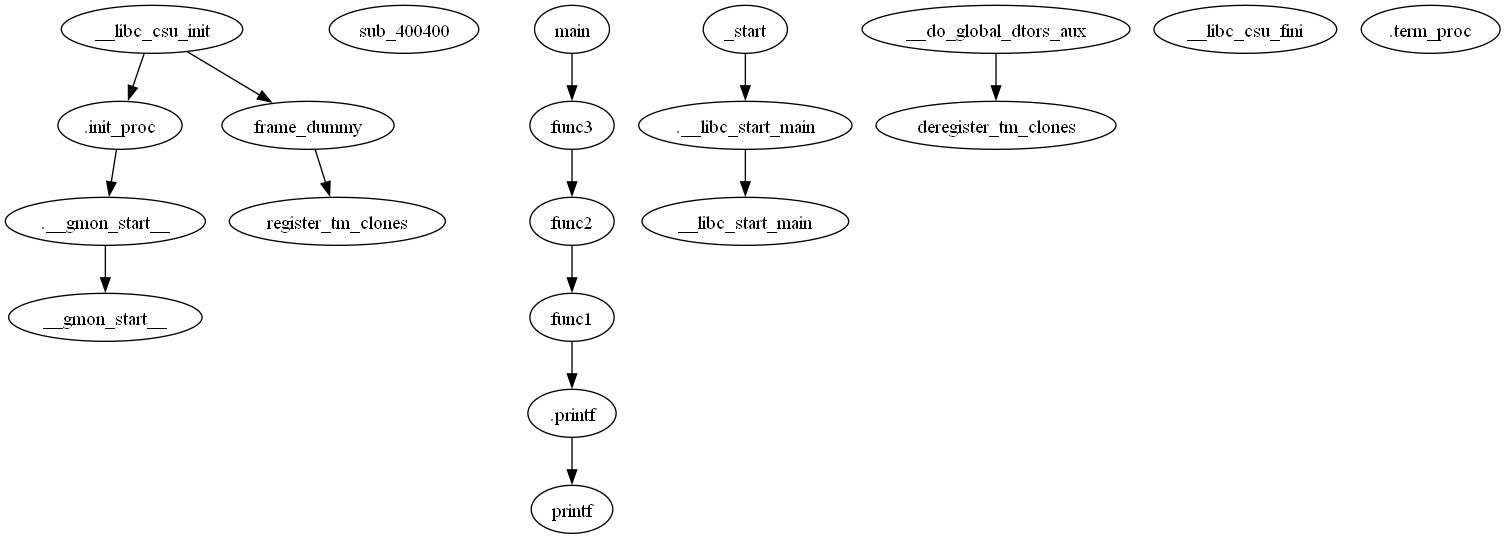 __libc_csu_init
sub_400400
main
_start
__do_global_dtors_aux
__libc_csu_fini
.term_proc
.init_proc
frame_dummy
func3
.__libc_start_main
deregister_tm_clones
.__gmon_start__
register_tm_clones
func2
__libc_start_main
__gmon_start__
func1
.printf
printf